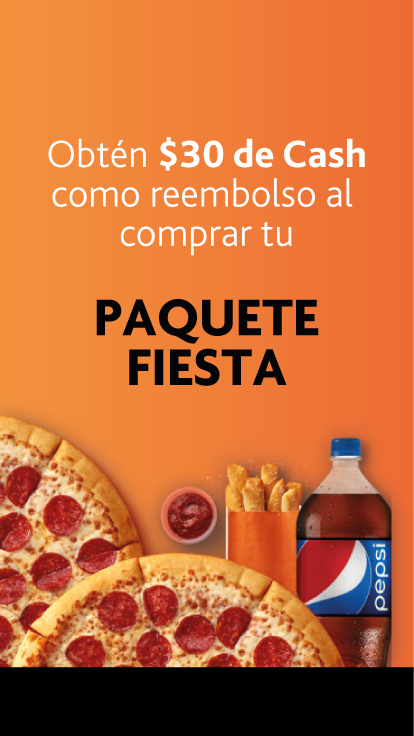 Obtén $30 de Cash
como reembolso al
comprar tu
PAQUETE
FIESTA
pepsi